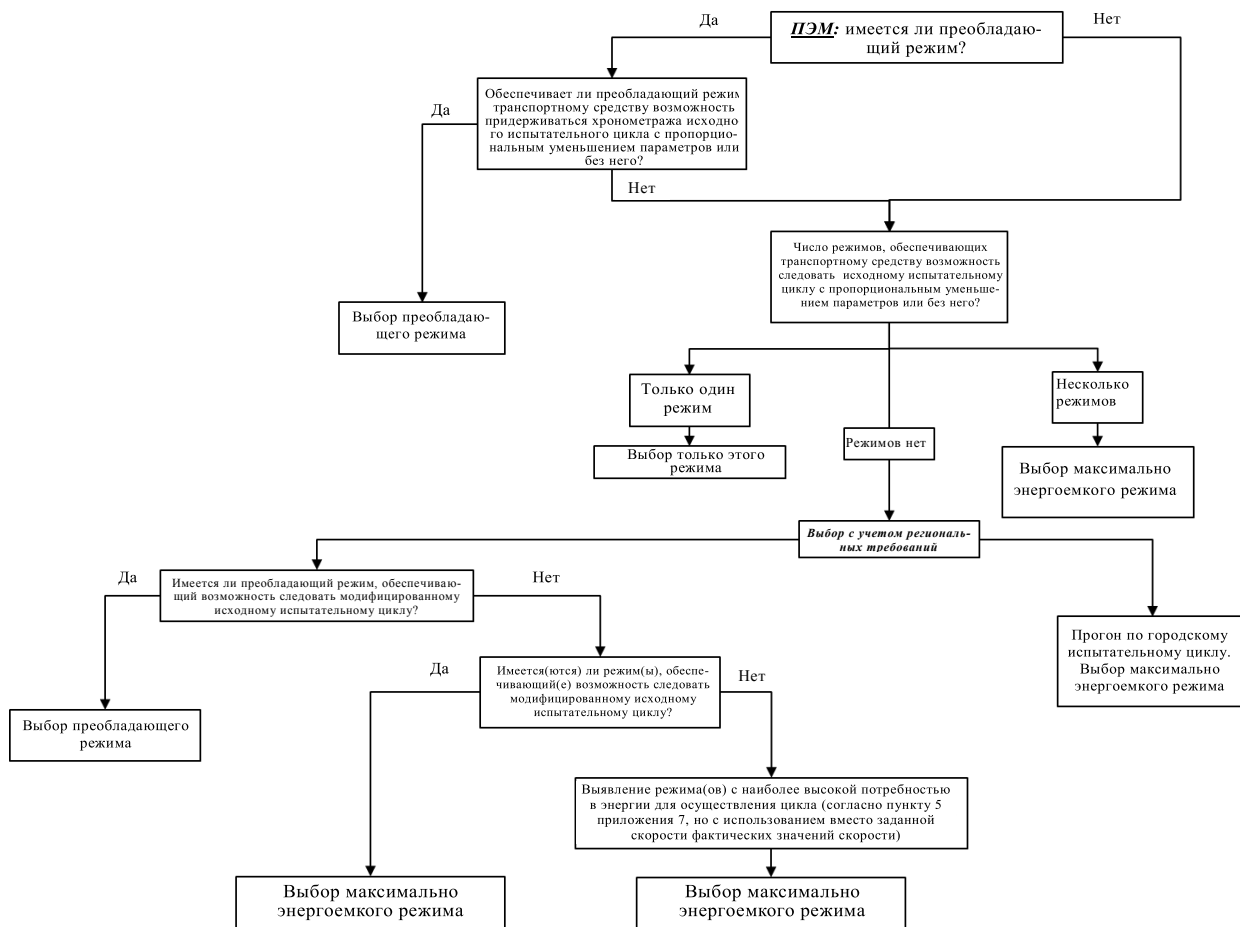 Да
ПЭМ: имеется ли преобладаю-
щий режим?
Нет
Обеспечивает ли преобладающий режим
транспортному средству возможность
придерживаться хронометража исходно
го испытательного цикла с пропорцио-
нальным уменьшением параметров или
без него?
Да
Нет
Число режимов, обеспечивающих
транспортному средству возможность
следовать исходному испытательному
циклу с пропорциональным уменьше-
нием параметров или без него?
Выбор преобладаю-
щего режима
Только один
режим
Несколько
режимов
Режимов нет
Выбор только этого
режима
Выбор максимально
энергоемкого режима
Выбор с учетом региональ-
ных требований
Да
Имеется ли преобладающий режим, обеспечиваю-
щий возможность следовать модифицированному
исходному испытательному циклу?
Нет
Прогон по городскому
испытательному циклу.
Выбор максимально
энергоемкого режима
Да
Имеется(ются) ли режим(ы), обеспе-
чивающий(е) возможность следовать
модифицированному исходному
испытательному циклу?
Нет
Выбор преобладающего
режима
Выявление режима(ов) с наиболее высокой потребностью
в энергии для осуществления цикла (согласно пункту 5
приложения 7, но с использованием вместо заданной
скорости фактических значений скорости)
Выбор максимально
энергоемкого режима
Выбор максимально
энергоемкого режима